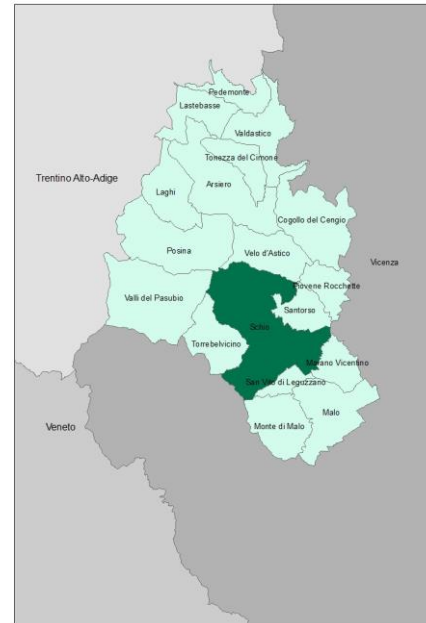 Pedemonte
Lastebasse
Valdastico
Tonezza del Cimone
Trentino Alto-Adige
Arsiero
Laghi
Cogollo del Cengio
Posina
Velo d'Astico
Vicenza
Piovene Rocchette
Valli del Pasubio
Santorso
Schio
Torrebelvicino
Marano Vicentino
San Vito di Leguzzano
Malo
Veneto
Monte di Malo